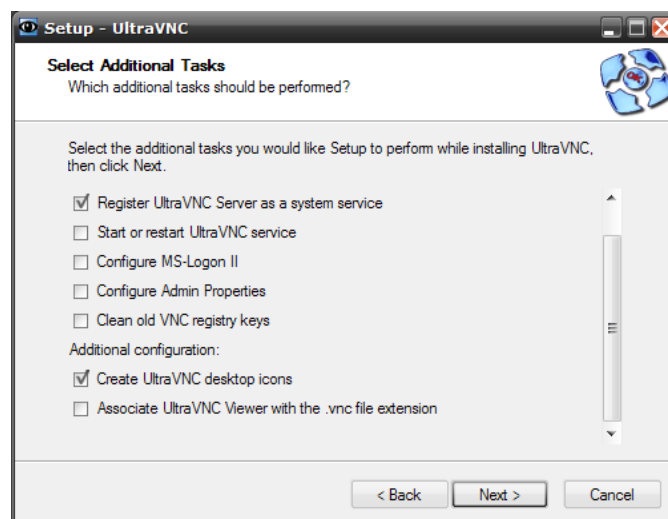 Setup - UltraVNC
Select Additional Tasks
Which additional tasks should be performed?
Select the additional tasks you would like Setup to perform while installing UltraVNC,
then click Next.
Register UltraVNC Server as a system service
Start or restart UltraVNC service
Configure MS-Logon II
Configure Admin Properties
Clean old VNC registry keys
Additional configuration:
Create UltraVNC desktop icons
Associate UltraVNC Viewer with the .vnc file extension
< Back
Next >
Cancel